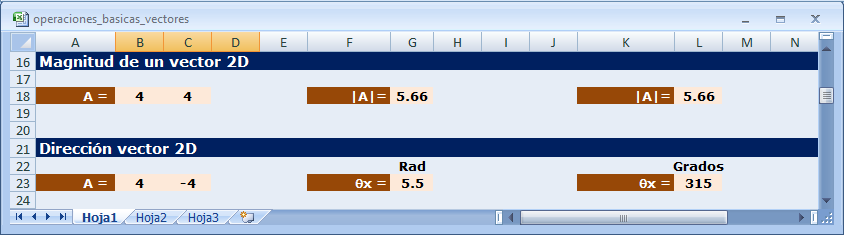 operaciones_basicas_vectores
A B C D E F G H I J K L M N
16 Magnitud de un vector 2D
17
18 A = 4 4 |A|= 5.66 |A|= 5.66
19
20
21 Dirección vector 2D
22 Rad Grados
23 A = 4 -4 θx = 5.5 θx = 315
24
Hoja1 Hoja2 Hoja3